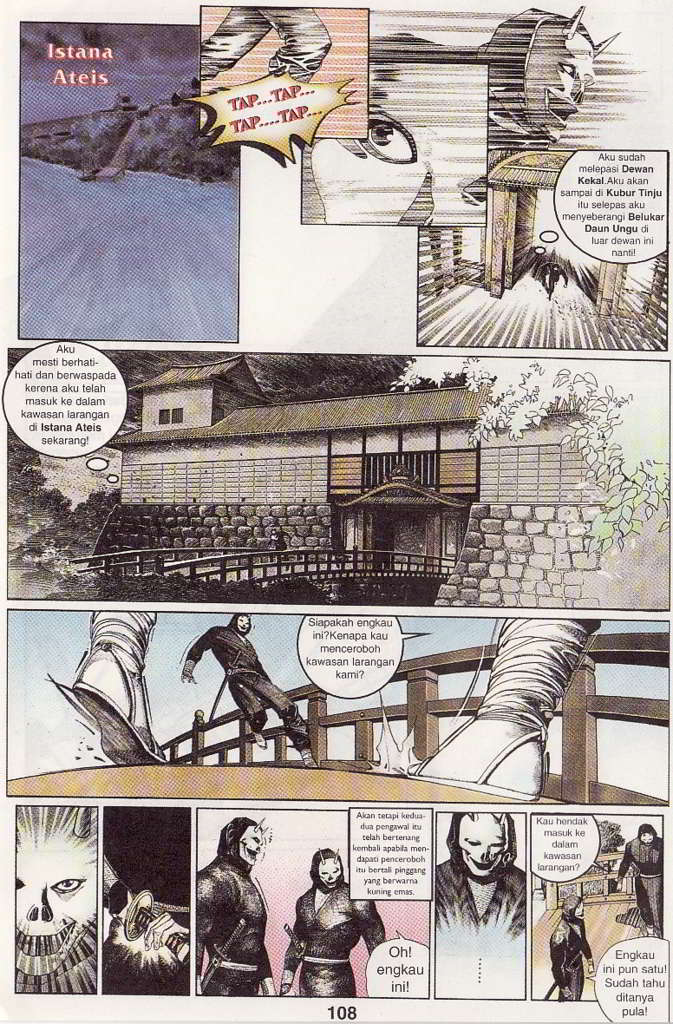 Istana
Ateis
TAP...TAP...
TAP....TAP...
Aku sudah
melepasi Dewan
Kekal.Aku akan
sampai di Kubur Tinju
itu selepas aku
menyeberangi Belukar
Daun Ungu di
luar dewan ini
nanti!
Aku
mesti berhati-
hati dan berwaspada
kerena aku telah
masuk ke dalam
kawasan larangan
di Istana Ateis
sekarang!
Siapakah engkau
ini?Kenapa kau
menceroboh
kawasan larangan
kami?
Akan tetapi kedua-
dua pengawal itu
telah bertenang
kembali apabila men-
dapati penceroboh
itu bertali pinggang
yang berwarna
kuning emas.
Oh!
engkau
ini!
......
Kau hendak
masuk ke
dalam
kawasan
larangan?
Engkau
ini pun satu!
Sudah tahu
ditanya
pula!
108